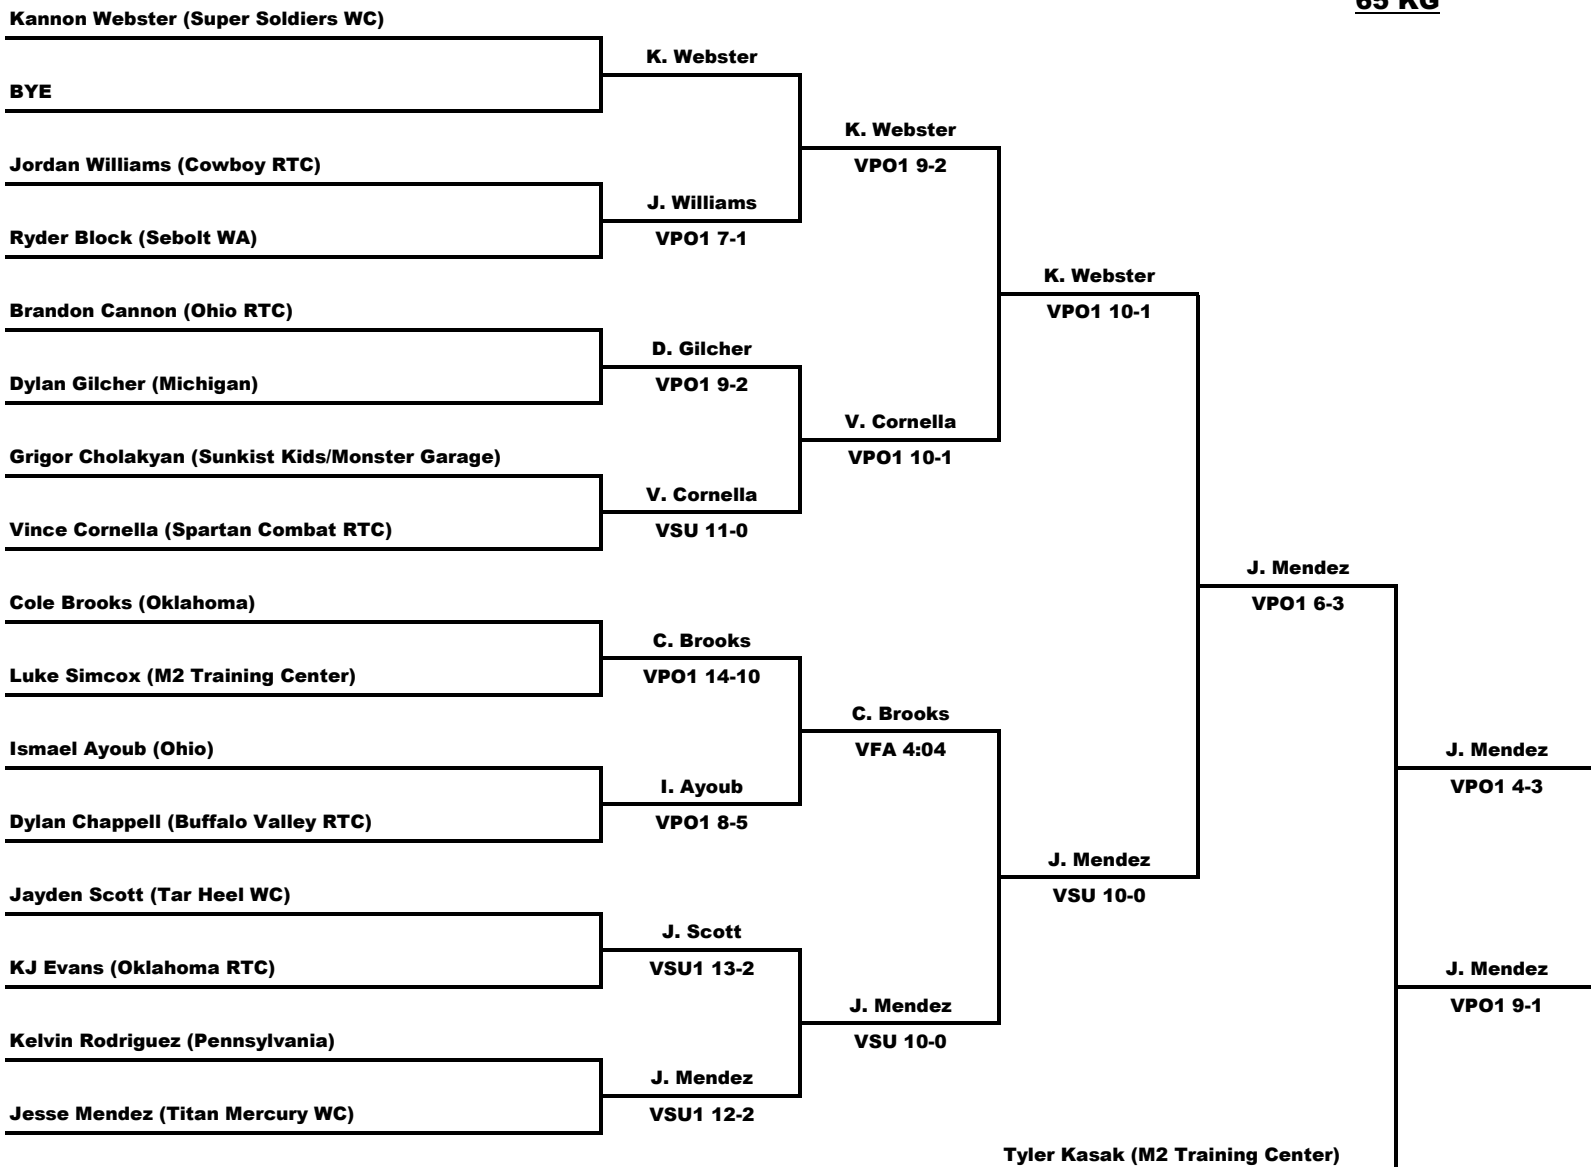 65 KG
Kannon Webster (Super Soldiers WC)
K. Webster
BYE
K. Webster
VPO1 9-2
Jordan Williams (Cowboy RTC)
J. Williams
VPO1 7-1
Ryder Block (Sebolt WA)
K. Webster
VPO1 10-1
Brandon Cannon (Ohio RTC)
D. Gilcher
VPO1 9-2
Dylan Gilcher (Michigan)
V. Cornella
VPO1 10-1
Grigor Cholakyan (Sunkist Kids/Monster Garage)
V. Cornella
VSU 11-0
Vince Cornella (Spartan Combat RTC)
J. Mendez
VPO1 6-3
Cole Brooks (Oklahoma)
C. Brooks
VPO1 14-10
Luke Simcox (M2 Training Center)
C. Brooks
VFA 4:04
Ismael Ayoub (Ohio)
J. Mendez
VPO1 4-3
I. Ayoub
VPO1 8-5
Dylan Chappell (Buffalo Valley RTC)
J. Mendez
VSU 10-0
Jayden Scott (Tar Heel WC)
J. Scott
VSU1 13-2
KJ Evans (Oklahoma RTC)
J. Mendez
VPO1 9-1
J. Mendez
VSU 10-0
Kelvin Rodriguez (Pennsylvania)
J. Mendez
VSU1 12-2
Jesse Mendez (Titan Mercury WC)
Tyler Kasak (M2 Training Center)